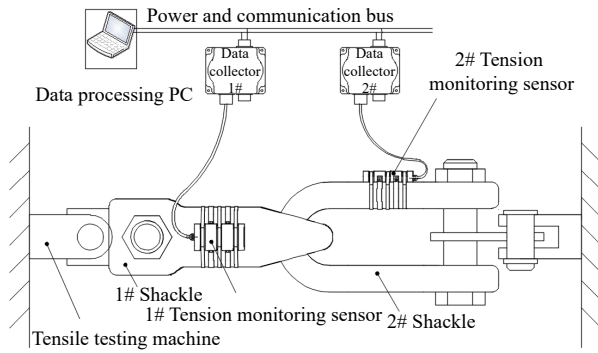 Power and communication bus
Data
collector
1#
Data
collector
2#
2# Tension
monitoring sensor
Data processing PC
1# Shackle
1# Tension monitoring sensor
2# Shackle
Tensile testing machine